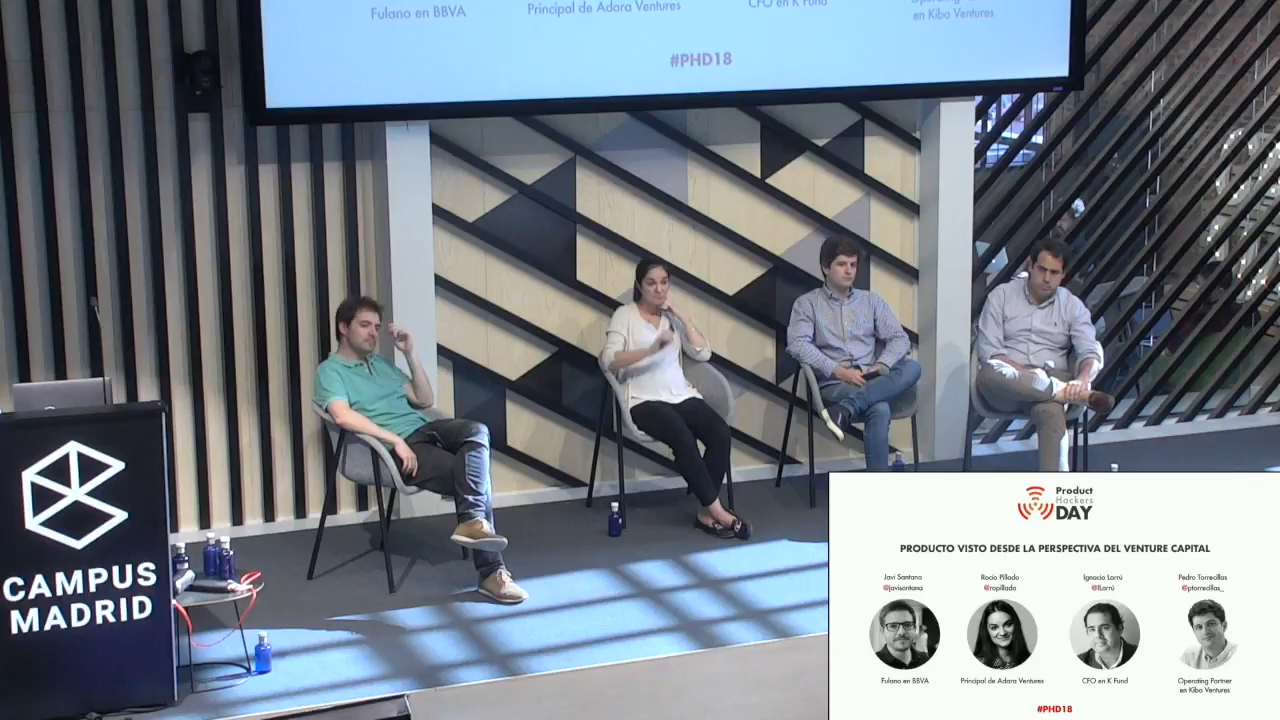 Fulano en BBVA
Principal de Adara Ventures
CFO en K Fund
en Kibo Ventures
#PHD18
CAMPUS
MADRID
Product
Hackers
DAY
PRODUCTO VISTO DESDE LA PERSPECTIVA DEL VENTURE CAPITAL
Javi Santana
@javisantana
Rocio Pillado
@ropillado
Ignacio Larrú
@ILarrú
Pedro Torrecillas
@ptorrecillas_
Fulano en BBVA
Principal de Adara Ventures
CFO en K Fund
Operating Partner
en Kibo Ventures
#PHD18